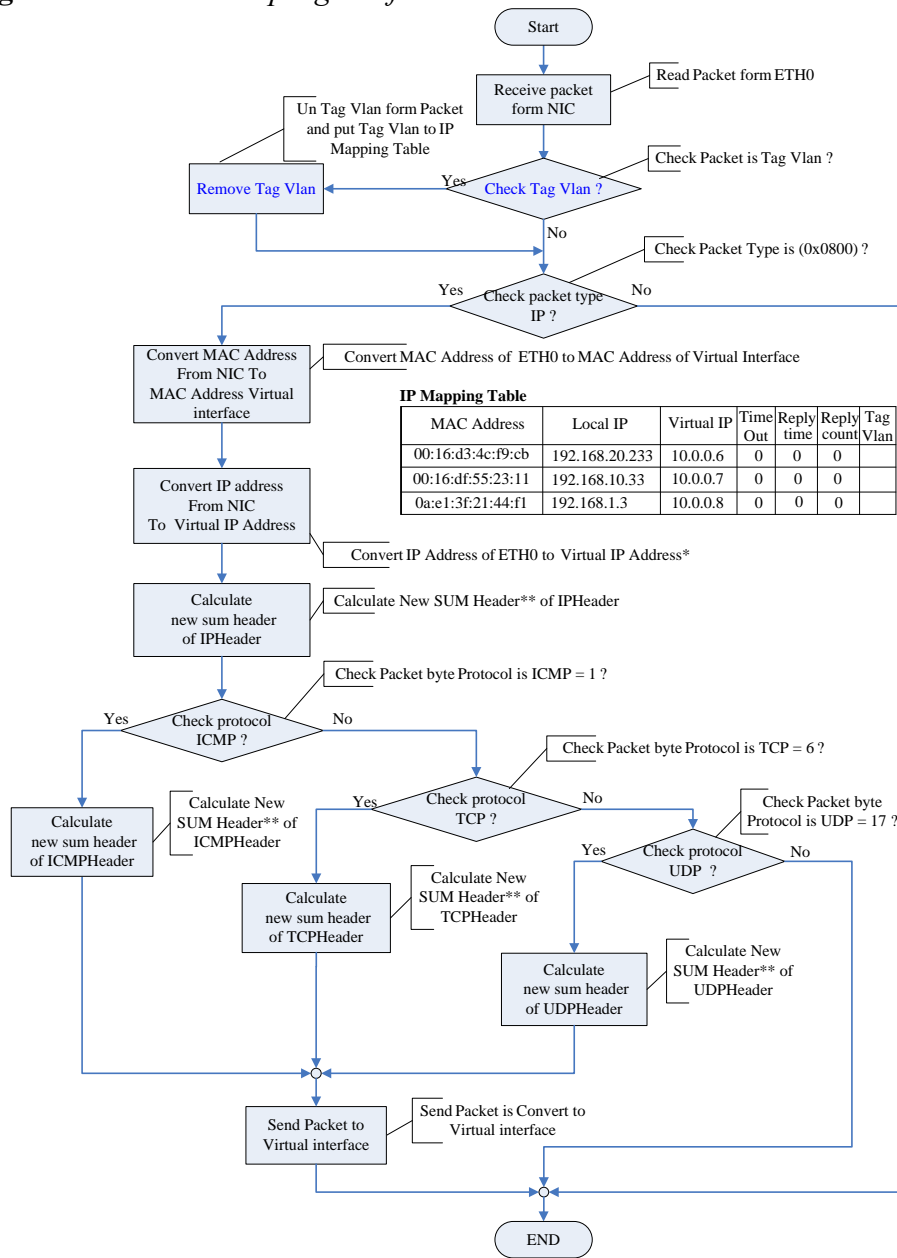 Start
Receive packet
form NIC
Read Packet form ETH0
Un Tag Vlan form Packet
and put Tag Vlan to IP
Mapping Table
Check Packet is Tag Vlan ?
Remove Tag Vlan
Yes
Check Tag Vlan ?
No
Check Packet Type is (0x0800) ?
Yes
Check packet type
IP ?
No
Convert MAC Address
From NIC To
MAC Address Virtual
interface
Convert MAC Address of ETH0 to MAC Address of Virtual Interface
IP Mapping Table
MAC Address Local IP Virtual IP Time Out Reply time Reply count Tag Vlan
00:16:d3:4c:f9:cb 192.168.20.233 10.0.0.6 0 0 0
00:16:df:55:23:11 192.168.10.33 10.0.0.7 0 0 0
0a:e1:3f:21:44:f1 192.168.1.3 10.0.0.8 0 0 0
Convert IP address
From NIC
To Virtual IP Address
Convert IP Address of ETH0 to Virtual IP Address*
Calculate
new sum header
of IPHeader
Calculate New SUM Header** of IPHeader
Check Packet byte Protocol is ICMP = 1 ?
Yes
Check protocol
ICMP ?
No
Check Packet byte Protocol is TCP = 6 ?
Yes
Check protocol
TCP ?
No
Check Packet byte
Protocol is UDP = 17 ?
Calculate
new sum header
of ICMPHeader
Calculate New
SUM Header** of
ICMPHeader
Yes
Check protocol
UDP ?
No
Calculate
new sum header
of TCPHeader
Calculate New
SUM Header** of
TCPHeader
Calculate
new sum header
of UDPHeader
Calculate New
SUM Header** of
UDPHeader
Send Packet to
Virtual interface
Send Packet is Convert to
Virtual interface
END